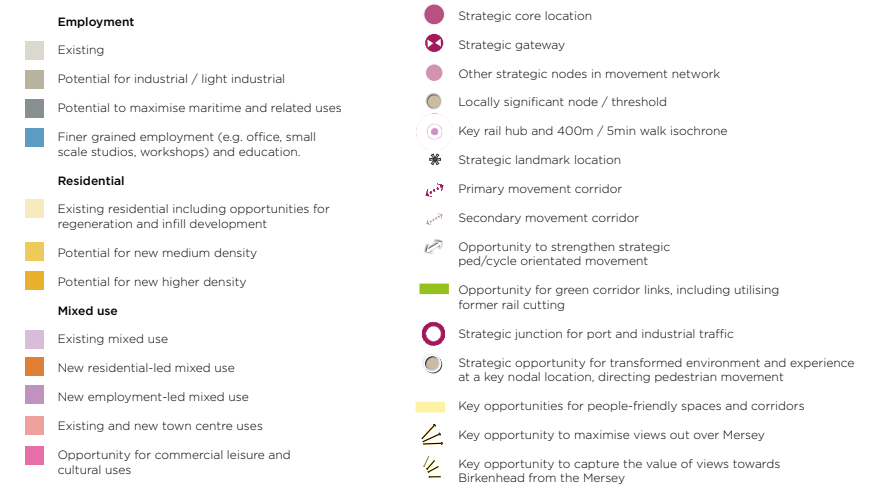 Employment
Existing
Potential for industrial / light industrial
Potential to maximise maritime and related uses
Finer grained employment (e.g. office, small
scale studios, workshops) and education.
Residential
Existing residential including opportunities for
regeneration and infill development
Potential for new medium density
Potential for new higher density
Mixed use
Existing mixed use
New residential-led mixed use
New employment-led mixed use
Existing and new town centre uses
Opportunity for commercial leisure and
cultural uses
Strategic core location
Strategic gateway
Other strategic nodes in movement network
Locally significant node / threshold
Key rail hub and 400m / 5min walk isochrone
Strategic landmark location
Primary movement corridor
Secondary movement corridor
Opportunity to strengthen strategic
ped/cycle orientated movement
Opportunity for green corridor links, including utilising
former rail cutting
Strategic junction for port and industrial traffic
Strategic opportunity for transformed environment and experience
at a key nodal location, directing pedestrian movement
Key opportunities for people-friendly spaces and corridors
Key opportunity to maximise views out over Mersey
Key opportunity to capture the value of views towards
Birkenhead from the Mersey